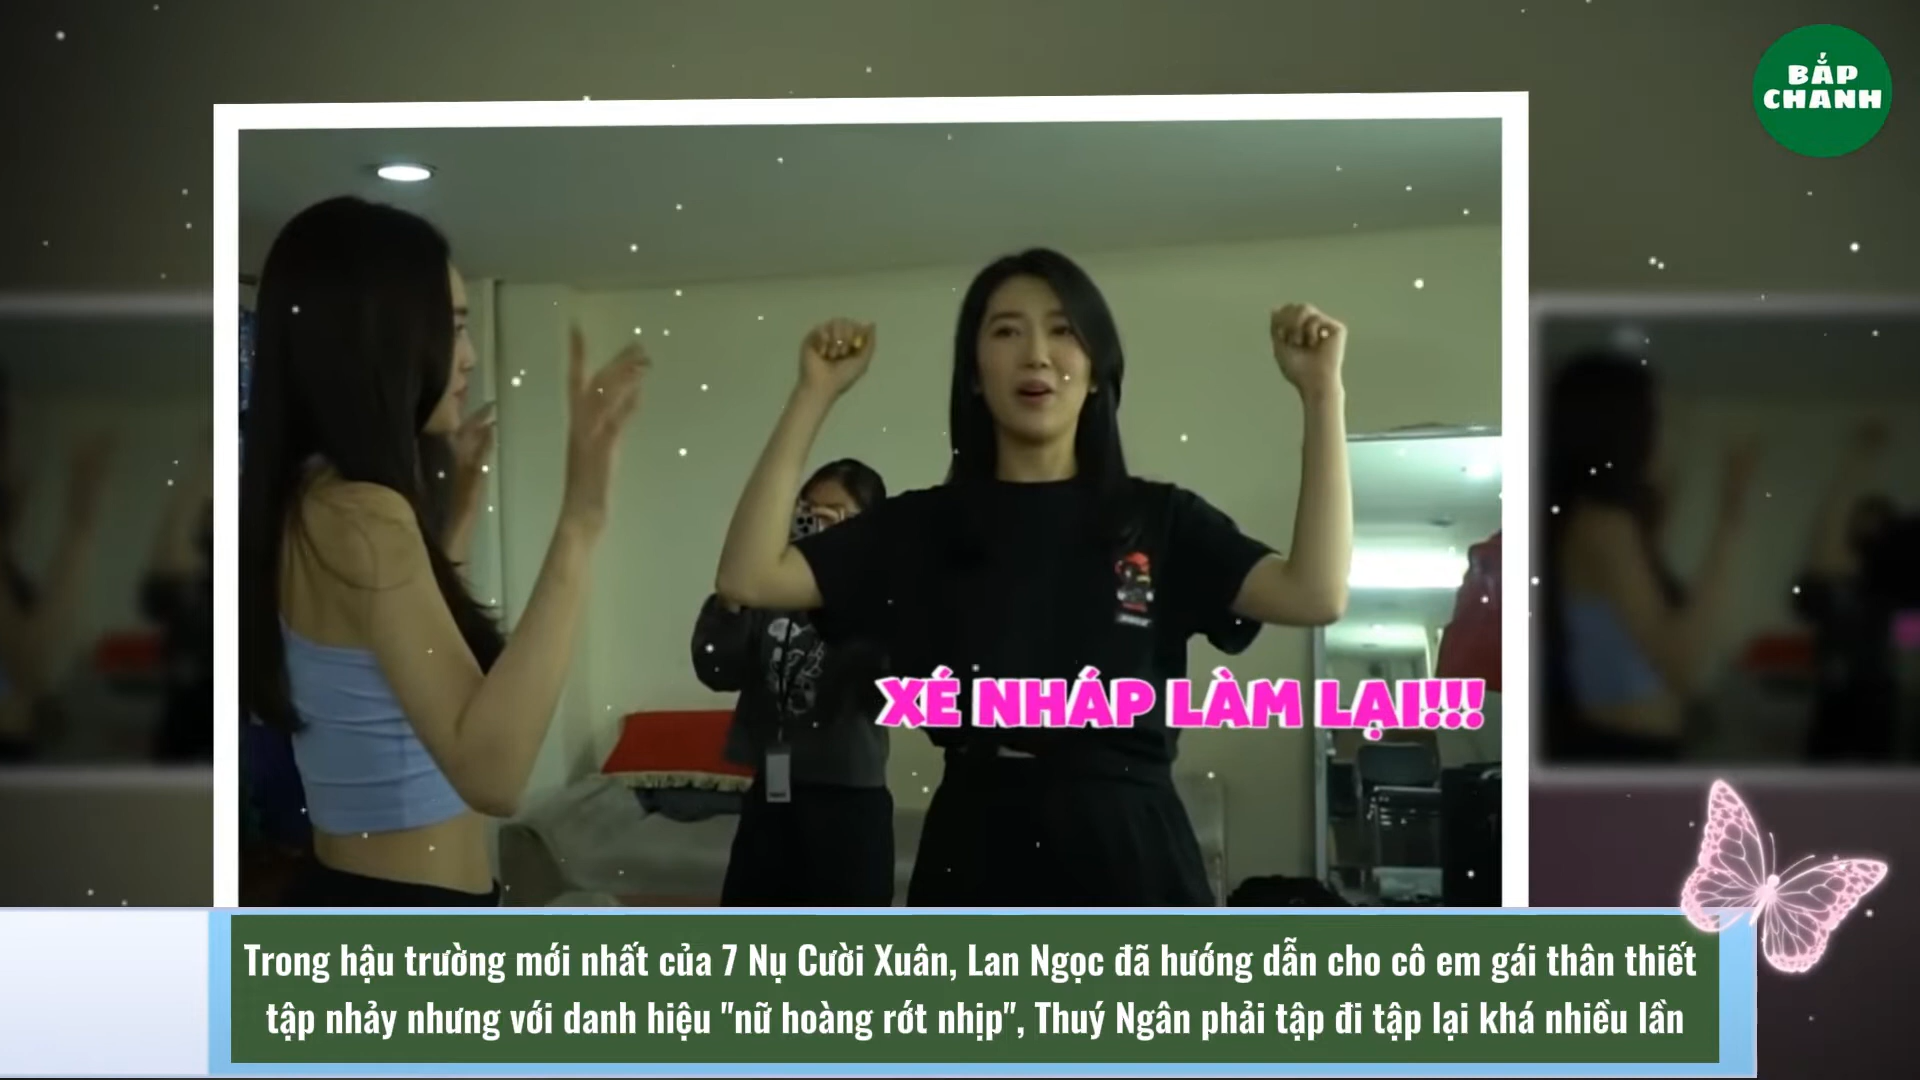 BẮP
CHANH
XÉ NHÁP LÀM LẠI!!!
Trong hậu trường mới nhất của 7 Nụ Cười Xuân, Lan Ngọc đã hướng dẫn cho cô em gái thân thiết
tập nhảy nhưng với danh hiệu "nữ hoàng rớt nhịp", Thuý Ngân phải tập đi tập lại khá nhiều lần